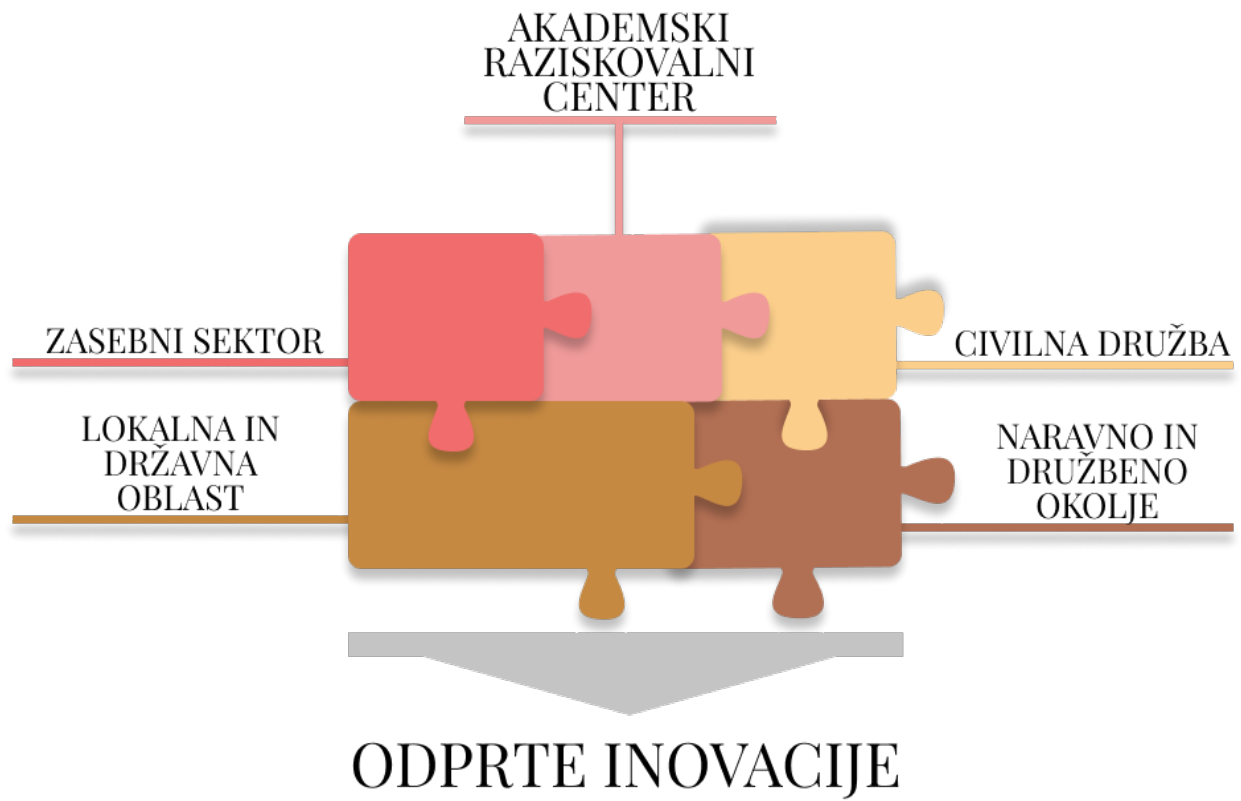 AKADEMSKI
RAZISKOVALNI
CENTER
ZASEBNI SEKTOR
CIVILNA DRUŽBA
LOKALNA IN
DRŽAVNA
OBLAST
NARAVNO IN
DRUŽBENO
OKOLJE
ODPRTE INOVACIJE